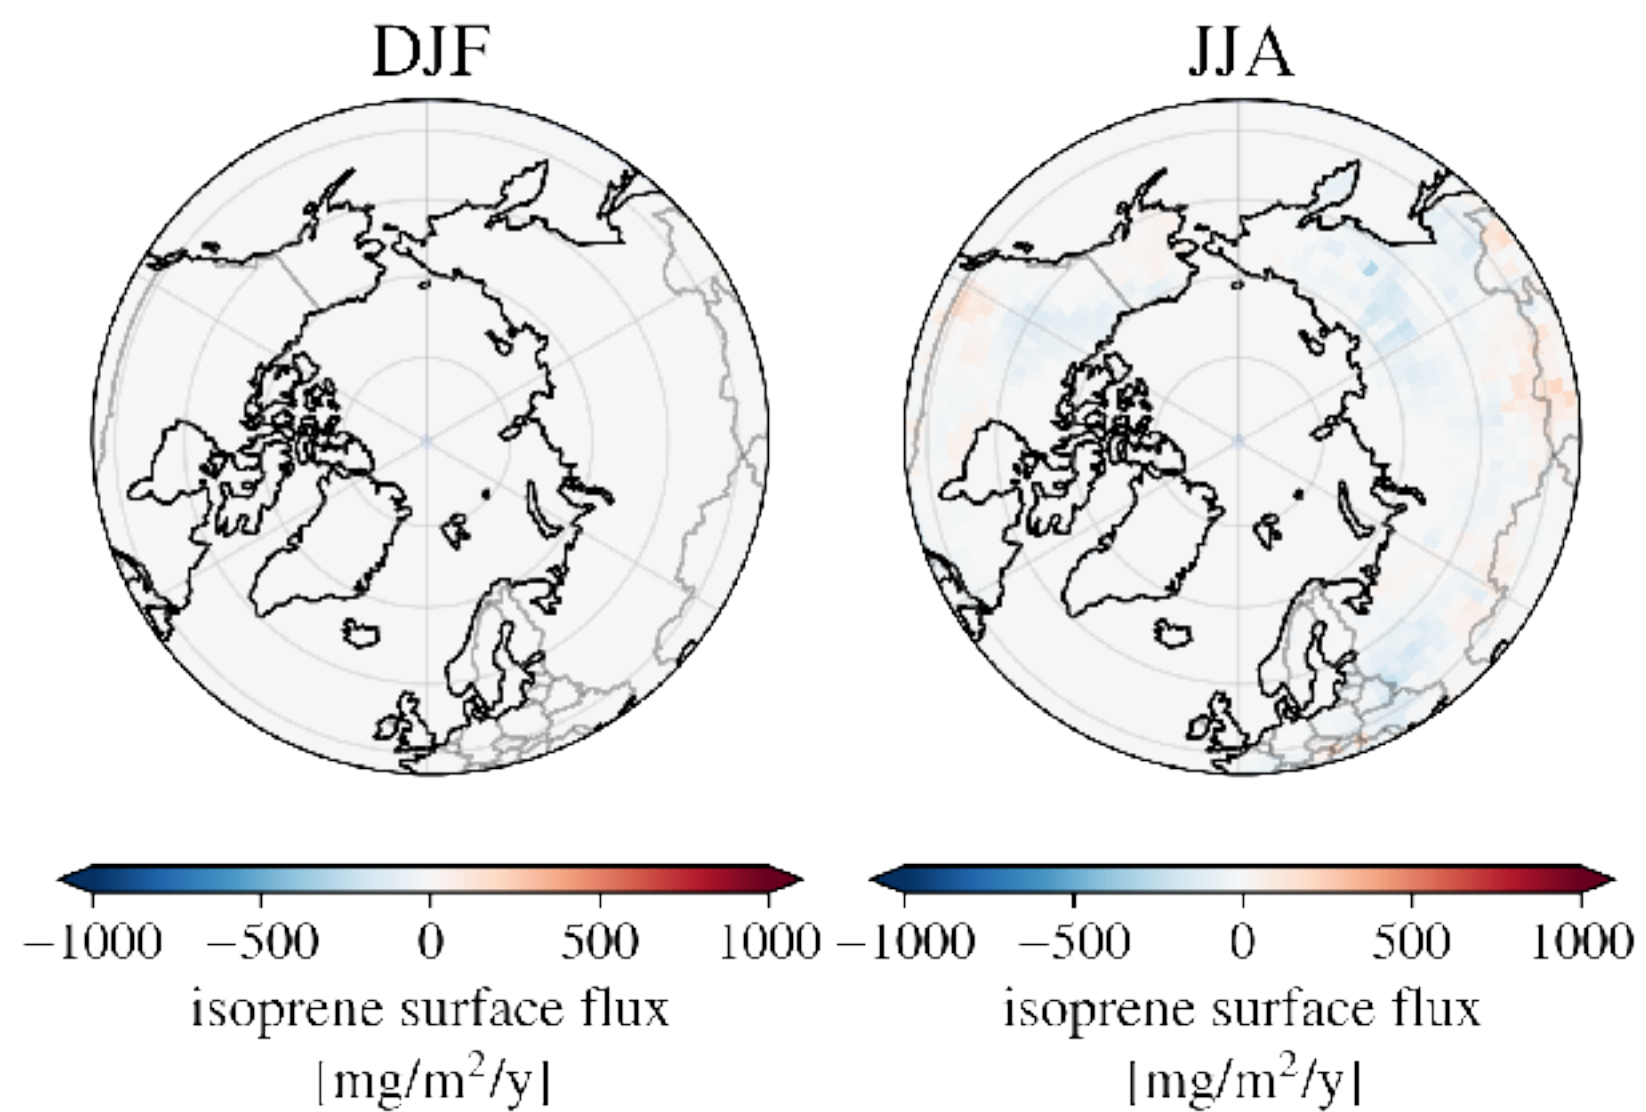 DJF
JJA
−1000 −500 0 500 1000
−1000 −500 0 500 1000
isoprene surface flux
[mg/m²/y]
isoprene surface flux
[mg/m²/y]